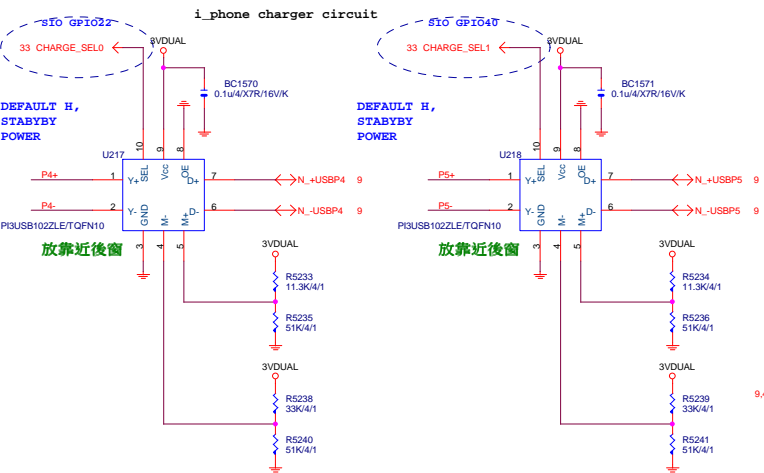 i_phone charger circuit
SIO GPIO22
33 CHARGE_SEL0
3VDUAL
BC1570
0.1u/4/X7R/16V/K
DEFAULT H,
STABYBY
POWER
U217
10
9
8
P4+
1
Y+
SEL
Vcc
OE
D+
7
N_+USBP4 9
P4-
2
Y-
GND
M-
M+
D-
6
N_-USBP4 9
PI3USB102ZLE/TQFN10
3
4
5
放靠近後窗
3VDUAL
R5233
11.3K/4/1
R5235
51K/4/1
3VDUAL
R5238
33K/4/1
R5240
51K/4/1
SIO GPIO40
33 CHARGE_SEL1
3VDUAL
BC1571
0.1u/4/X7R/16V/K
DEFAULT H,
STABYBY
POWER
U218
10
9
8
P5+
1
Y+
SEL
Vcc
OE
D+
7
N_+USBP5 9
P5-
2
Y-
GND
M-
M+
D-
6
N_-USBP5 9
PI3USB102ZLE/TQFN10
3
4
5
放靠近後窗
3VDUAL
R5234
11.3K/4/1
R5236
51K/4/1
3VDUAL
R5239
33K/4/1
R5241
51K/4/1